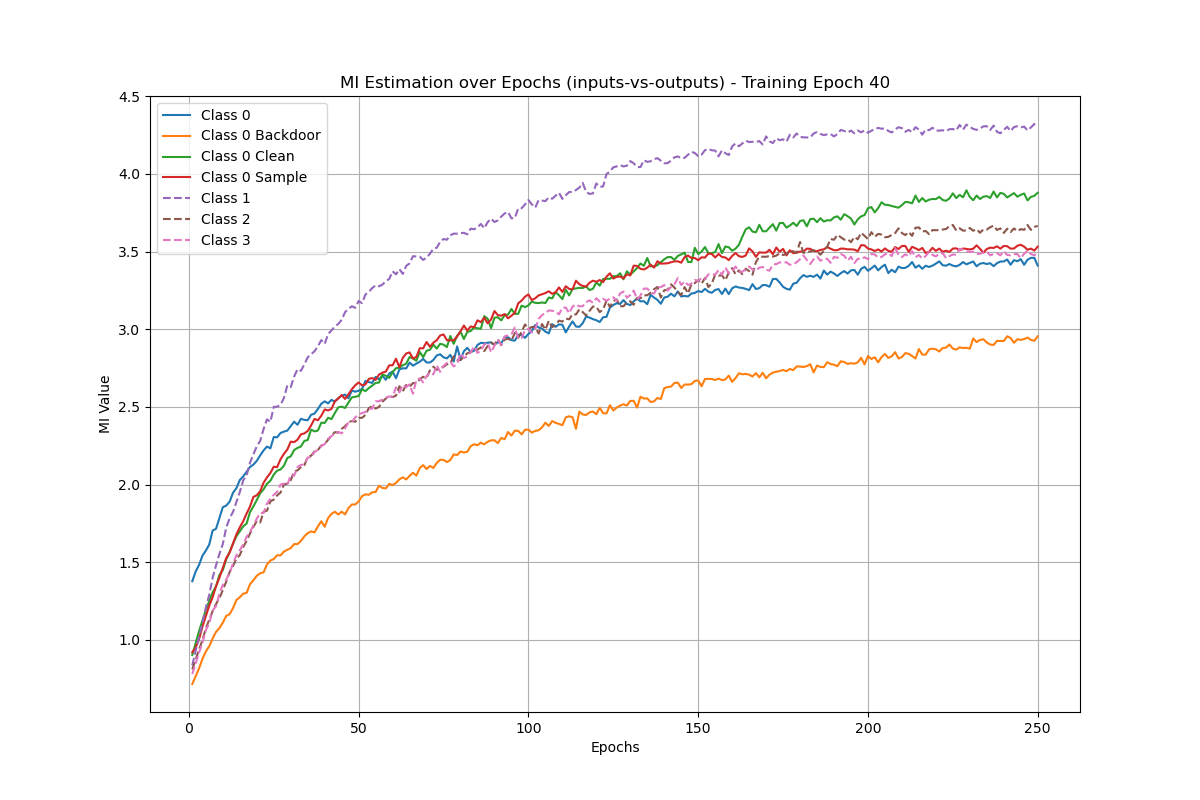 MI Estimation over Epochs (inputs-vs-outputs) - Training Epoch 40
4.5
4.0
3.5
3.0
2.5
2.0
1.5
1.0
MI Value
Class 0
Class 0 Backdoor
Class 0 Clean
Class 0 Sample
Class 1
Class 2
Class 3
0 50 100 150 200 250
Epochs